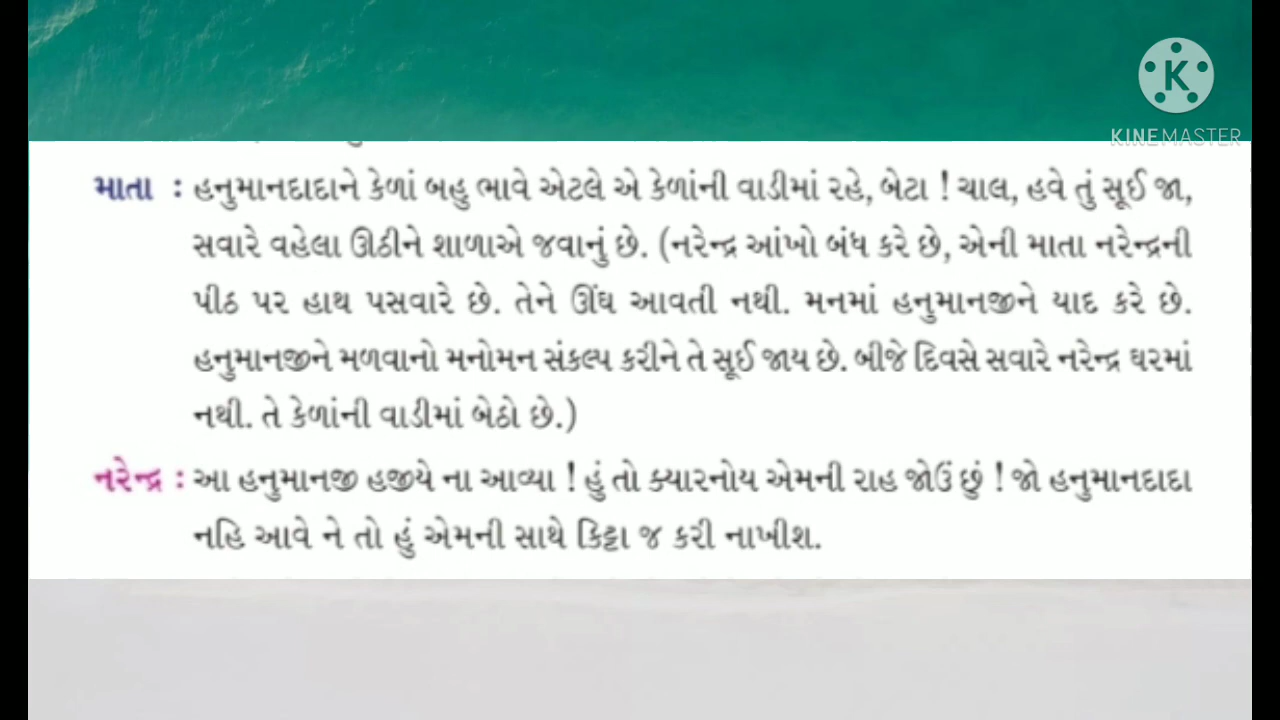 K
KINEMASTER
માતા : હનુમાનદાદાને કેળાં બહુ ભાવે એટલે એ કેળાંની વાડીમાં રહે, બેટા ! ચાલ, હવે તું સૂઈ જા,
સવારે વહેલા ઊઠીને શાળાએ જવાનું છે. (નરેન્દ્ર આંખો બંધ કરે છે, એની માતા નરેન્દ્રની
પીઠ પર હાથ પસવારે છે. તેને ઊંઘ આવતી નથી. મનમાં હનુમાનજીને યાદ કરે છે.
હનુમાનજીને મળવાનો મનોમન સંકલ્પ કરીને તે સૂઈ જાય છે. બીજે દિવસે સવારે નરેન્દ્ર ઘરમાં
નથી. તે કેળાંની વાડીમાં બેઠો છે.)
નરેન્દ્ર : આ હનુમાનજી હજીયે ના આવ્યા ! હું તો ક્યારનોય એમની રાહ જોઉં છું ! જો હનુમાનદાદા
નહિ આવે ને તો હું એમની સાથે કિટ્ટા જ કરી નાખીશ.